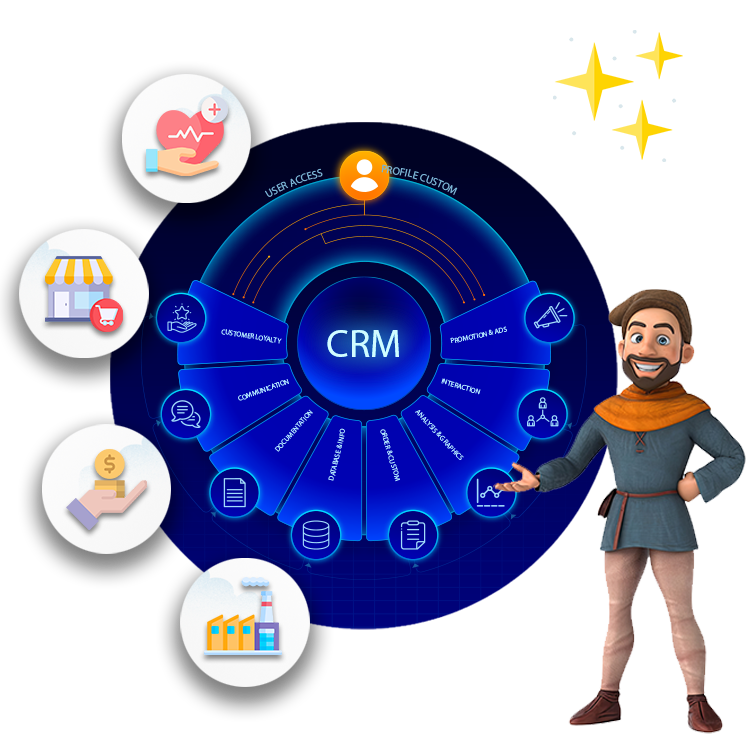 USER ACCESS
PROFILE CUSTOM
CRM
CUSTOMER LOYALTY
COMMUNICATION
DOCUMENTATION
DATABASE & INFO
ORDER & CUSTOM
ANALYSIS & GRAPHICS
INTERACTION
PROMOTION & ADS
$